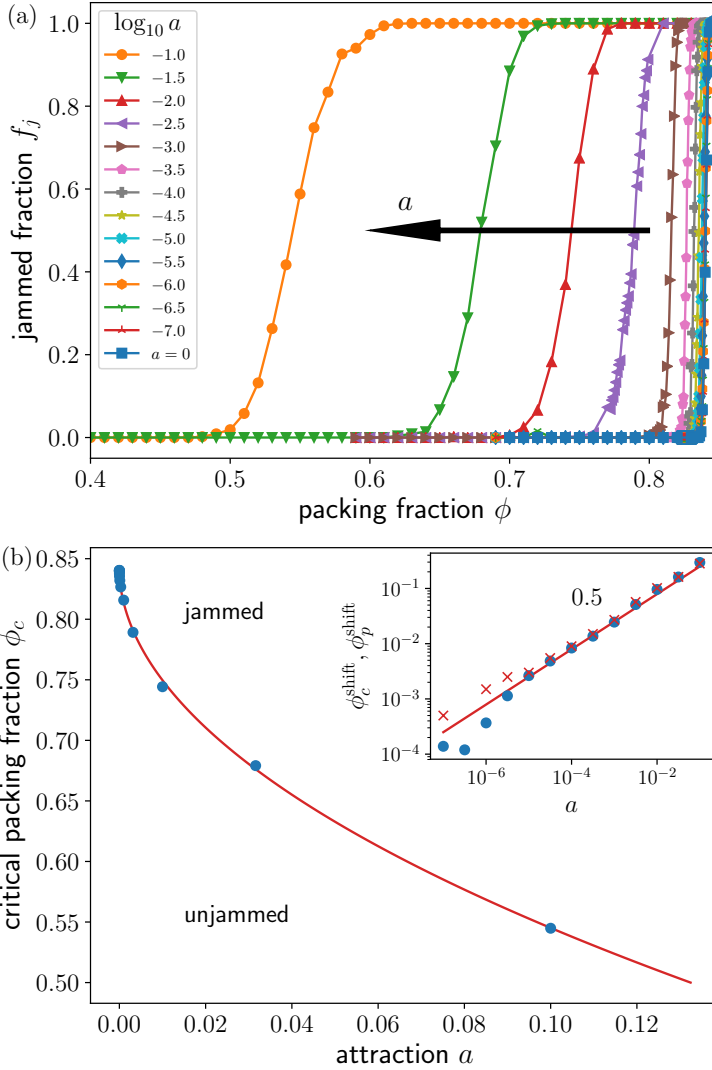 (a)
1.0
0.8
0.6
0.4
0.2
0.0
jammed fraction f_j
log₁₀ a
−1.0
−1.5
−2.0
−2.5
−3.0
−3.5
−4.0
−4.5
−5.0
−5.5
−6.0
−6.5
−7.0
a = 0
a
0.4 0.5 0.6 0.7 0.8
packing fraction ϕ
(b)
0.85
0.80
0.75
0.70
0.65
0.60
0.55
0.50
critical packing fraction ϕ_c
jammed
unjammed
0.5
10⁻¹
10⁻²
10⁻³
10⁻⁴
ϕ_c^shift, ϕ_p^shift
10⁻⁶ 10⁻⁴ 10⁻²
a
0.00 0.02 0.04 0.06 0.08 0.10 0.12
attraction a